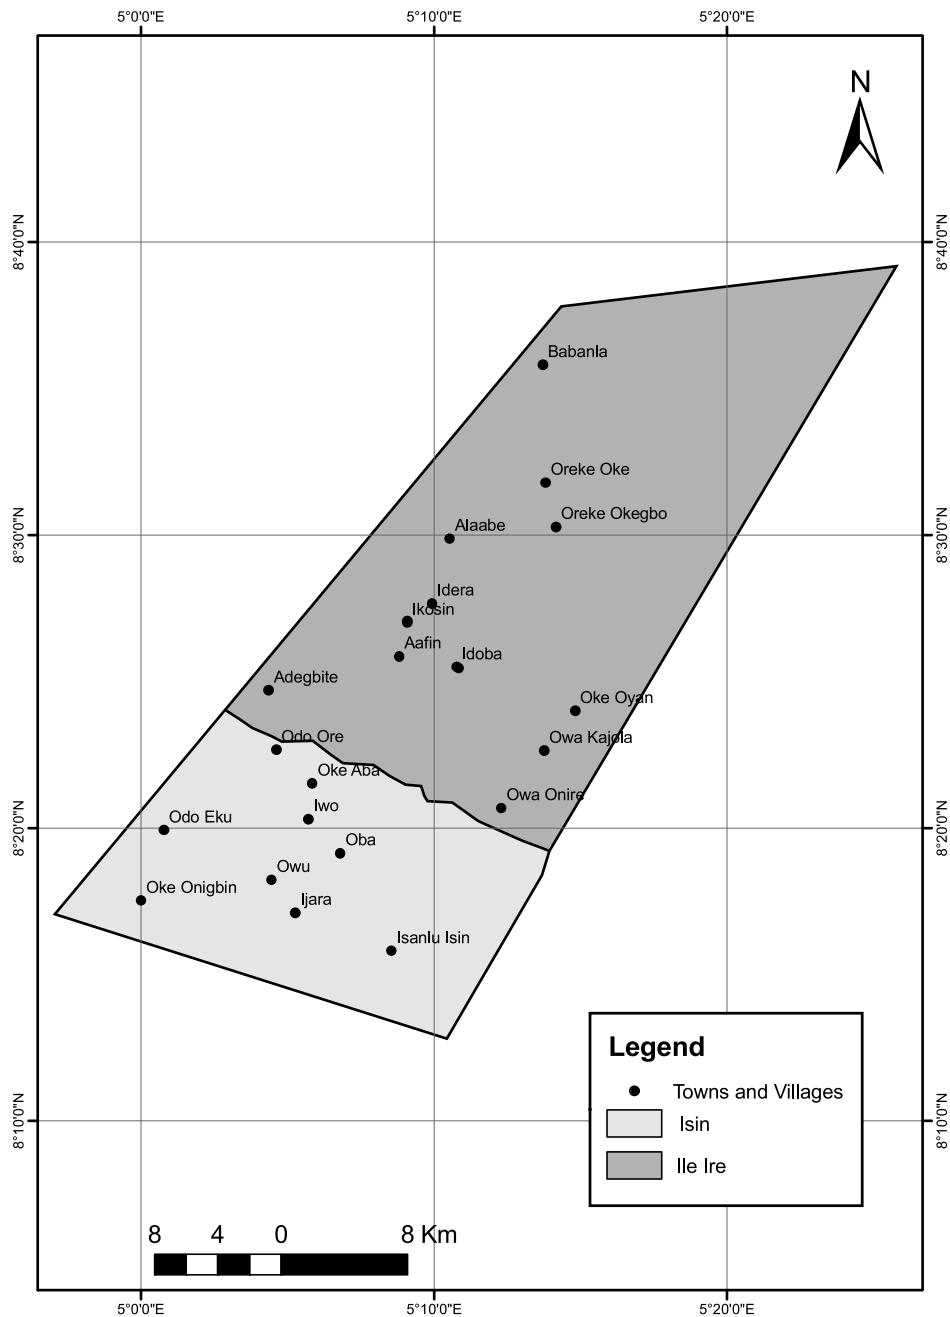 5°0'0"E 5°10'0"E 5°20'0"E
N
8°40'0"N 8°40'0"N
Babanla
Oreke Oke
Oreke Okegbo
Alaabe
8°30'0"N 8°30'0"N
Idera
Ikosin
Aafin
Idoba
Adegbite
Oke Oyan
Odo Ore
Owa Kajola
Oke Aba
Owa Onire
Iwo
Odo Eku
8°20'0"N 8°20'0"N
Oba
Owu
Oke Onigbin
Ijara
Isanlu Isin
Legend
Towns and Villages
Isin
Ile Ire
8°10'0"N 8°10'0"N
8 4 0 8 Km
5°0'0"E 5°10'0"E 5°20'0"E